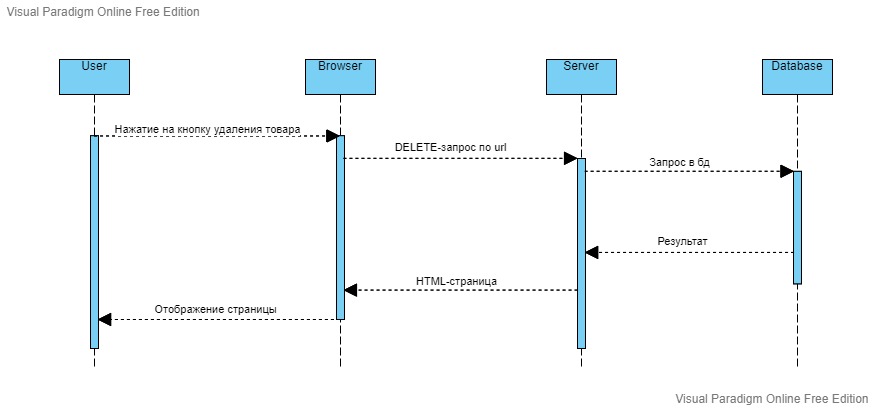 Visual Paradigm Online Free Edition
User
Browser
Server
Database
Нажатие на кнопку удаления товара
DELETE-запрос по url
Запрос в бд
Результат
HTML-страница
Отображение страницы
Visual Paradigm Online Free Edition